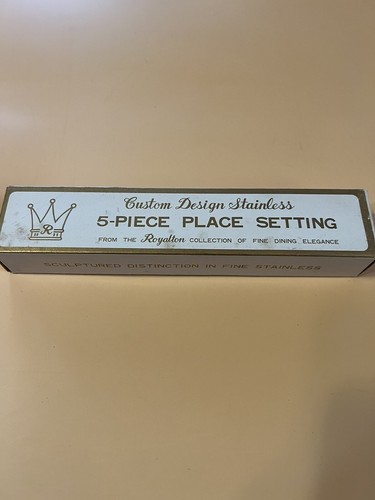 Custom Design Stainless
5-PIECE PLACE SETTING
R
FROM THE Royalton COLLECTION OF FINE DINING ELEGANCE
SCULPTURED DISTINCTION IN FINE STAINLESS